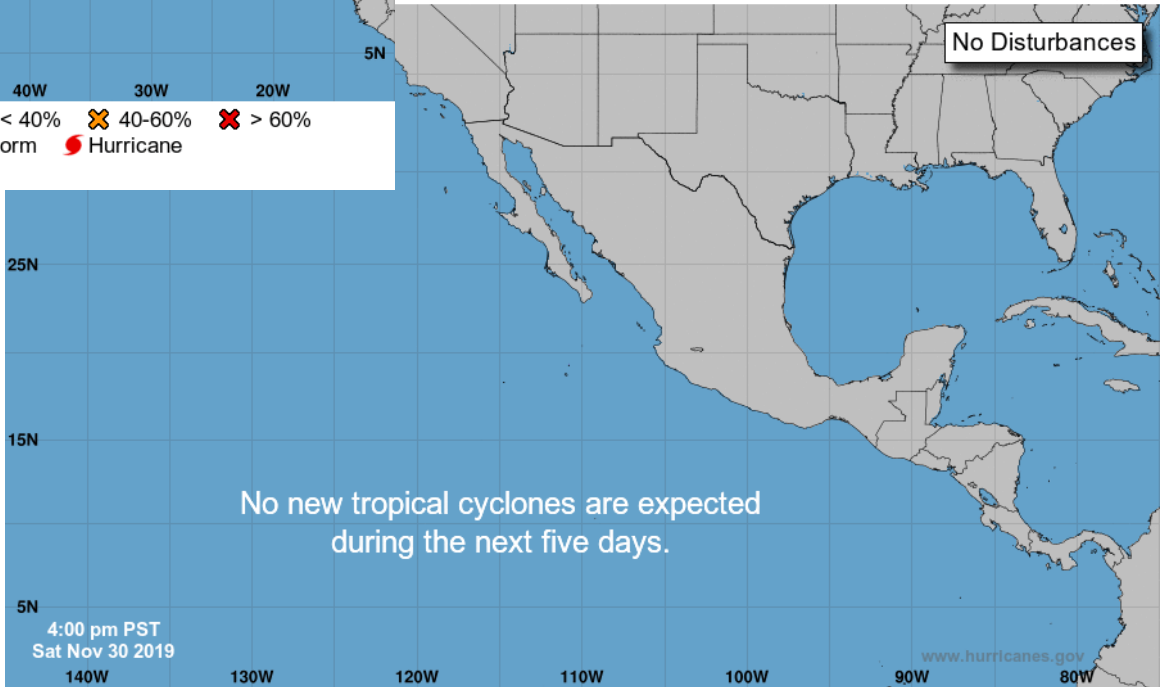 No Disturbances
5N
40W 30W 20W
< 40% 40-60% > 60%
orm Hurricane
25N
15N
No new tropical cyclones are expected
during the next five days.
5N
4:00 pm PST
Sat Nov 30 2019
www.hurricanes.gov
140W 130W 120W 110W 100W 90W 80W